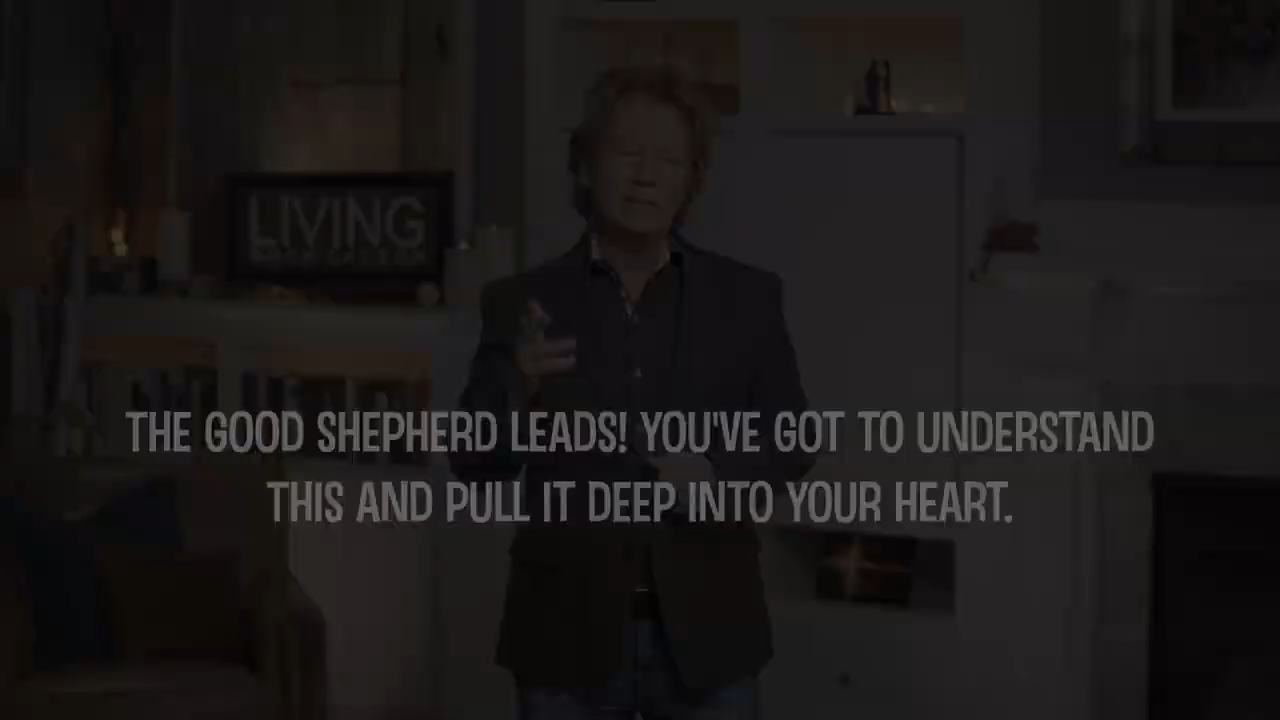 LIVING
THE GOOD SHEPHERD LEADS! YOU'VE GOT TO UNDERSTAND
THIS AND PULL IT DEEP INTO YOUR HEART.